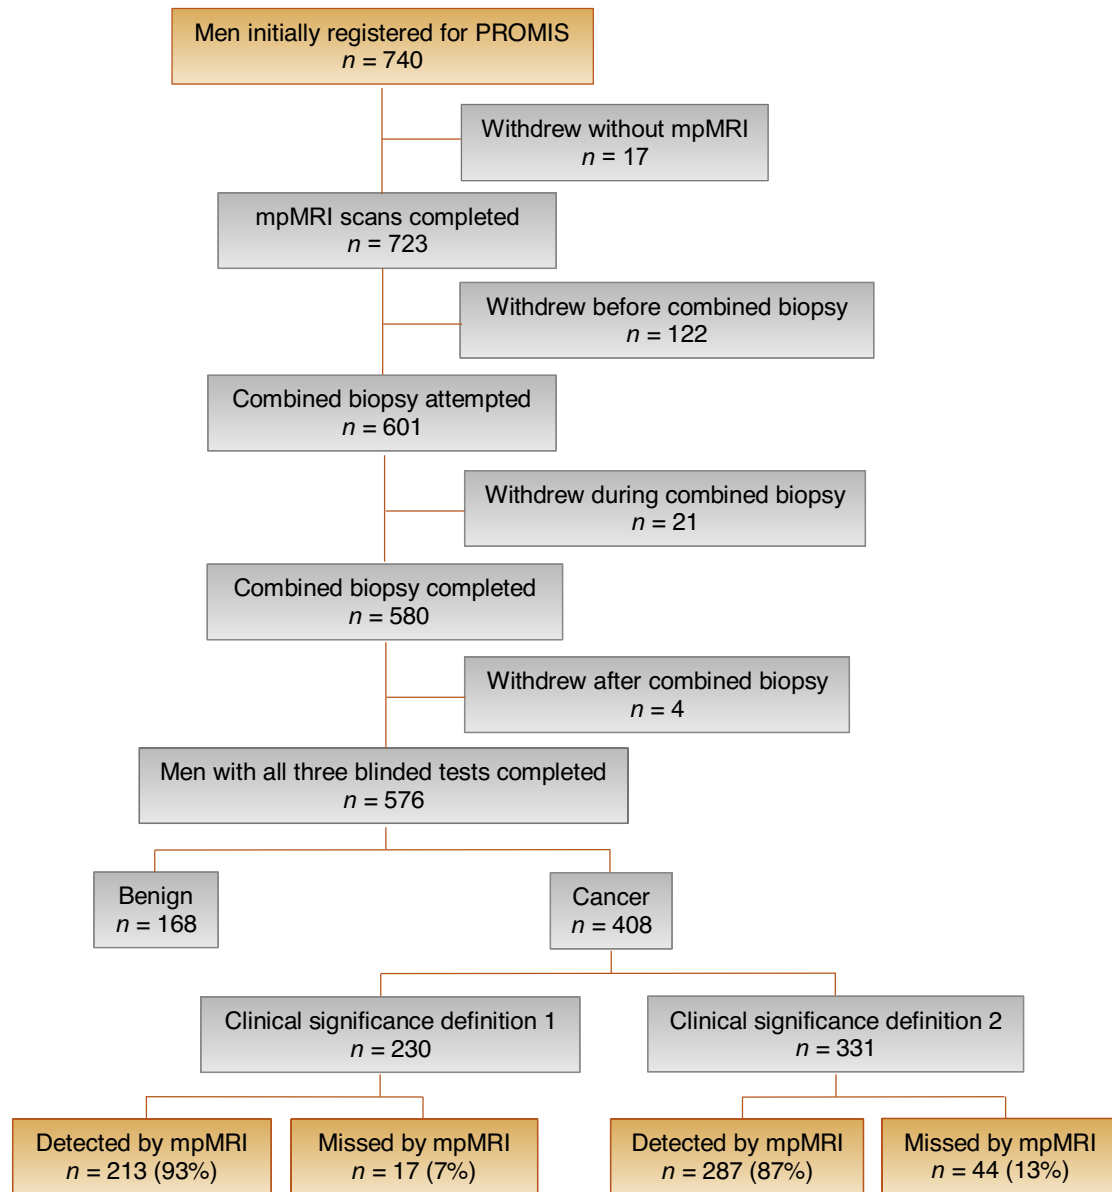 Men initially registered for PROMIS
n = 740
Withdrew without mpMRI
n = 17
mpMRI scans completed
n = 723
Withdrew before combined biopsy
n = 122
Combined biopsy attempted
n = 601
Withdrew during combined biopsy
n = 21
Combined biopsy completed
n = 580
Withdrew after combined biopsy
n = 4
Men with all three blinded tests completed
n = 576
Benign
n = 168
Cancer
n = 408
Clinical significance definition 1
n = 230
Clinical significance definition 2
n = 331
Detected by mpMRI
n = 213 (93%)
Missed by mpMRI
n = 17 (7%)
Detected by mpMRI
n = 287 (87%)
Missed by mpMRI
n = 44 (13%)